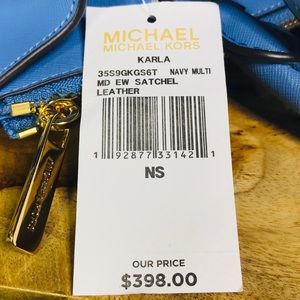 MICHAEL
MICHAEL KORS
KARLA
35S9GKGS6T NAVY MULTI
MD EW SATCHEL
LEATHER
1 92877 33142 1
NS
OUR PRICE
$398.00